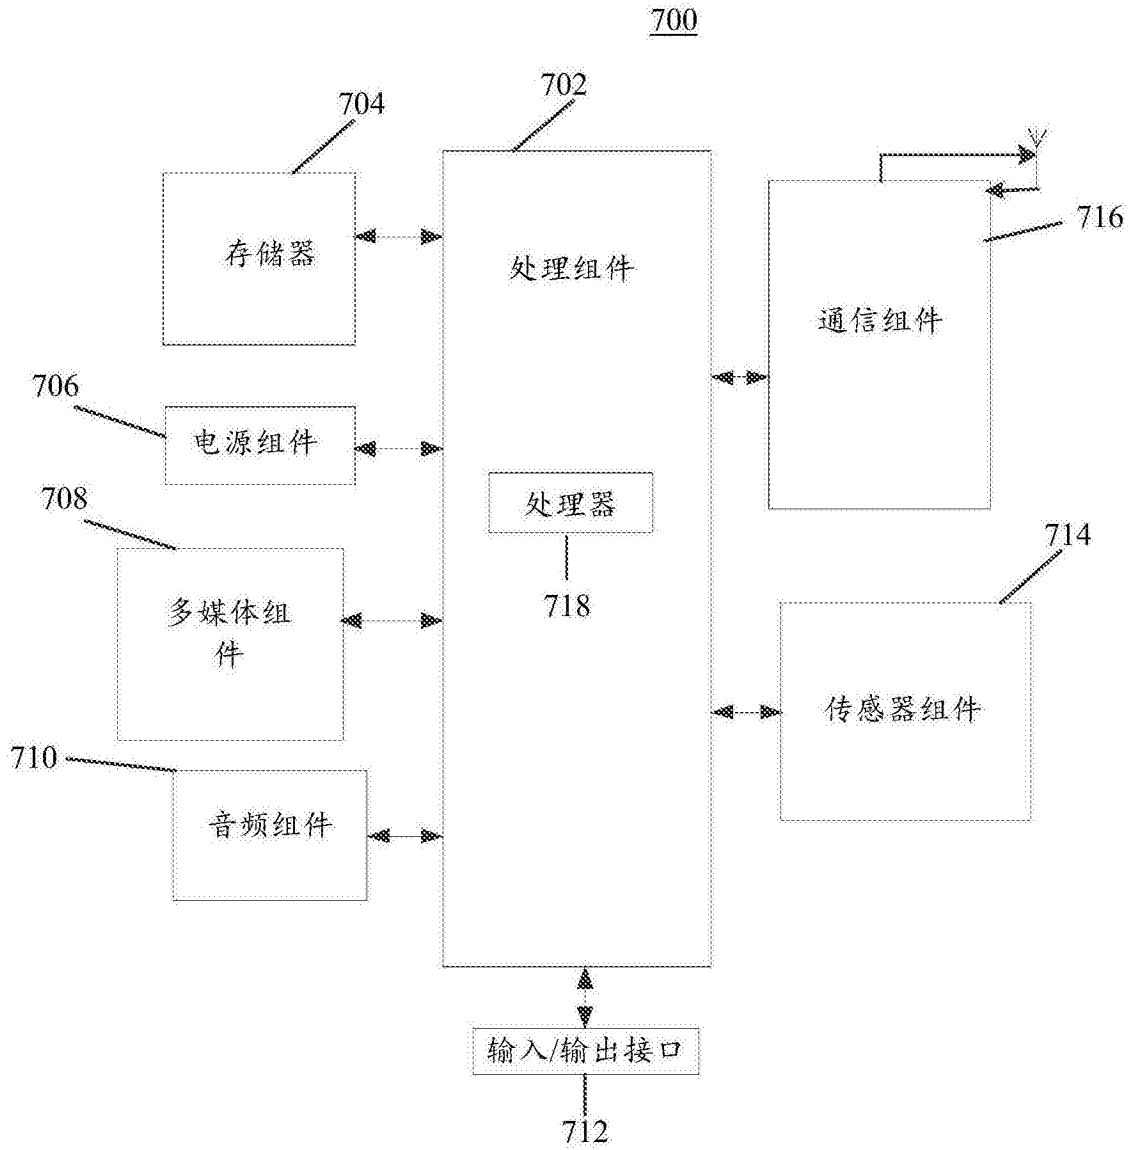 700
702
704
存储器
处理组件
716
通信组件
706
电源组件
708
处理器
714
多媒体组
件
718
传感器组件
710
音频组件
输入/输出接口
712